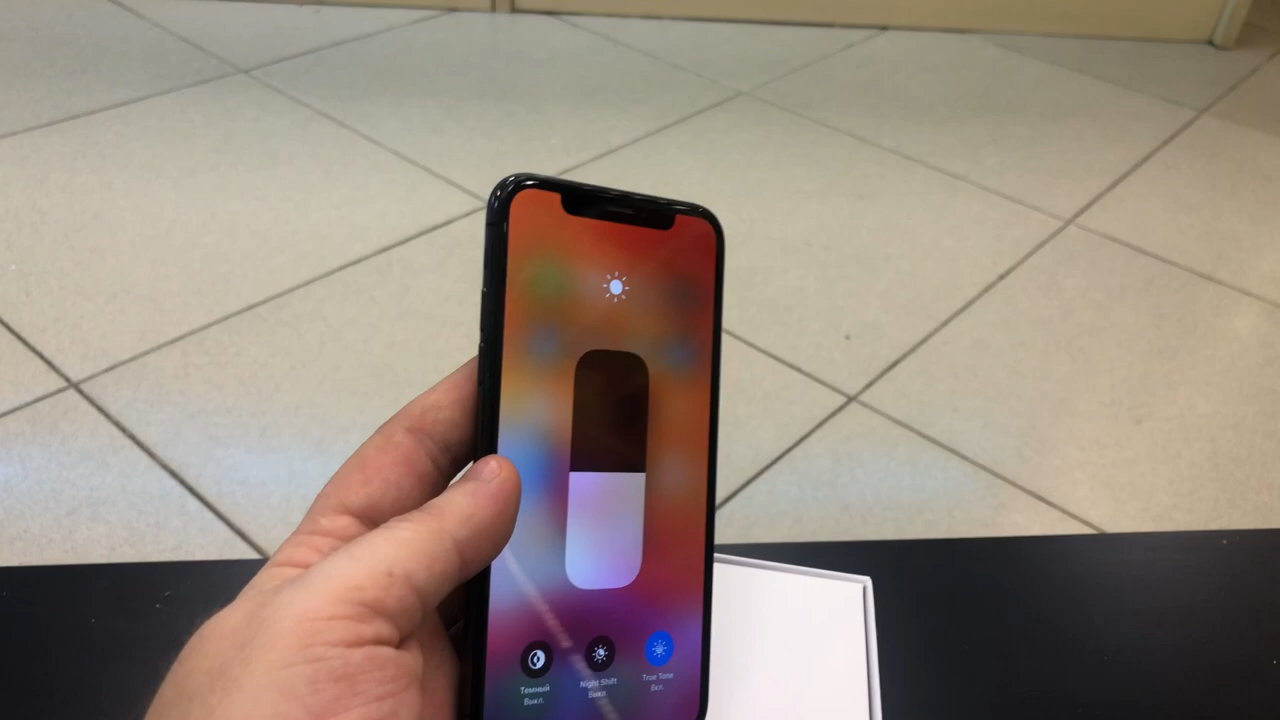 Темный
Выкл.
Night Shift
Выкл.
True Tone
Вкл.